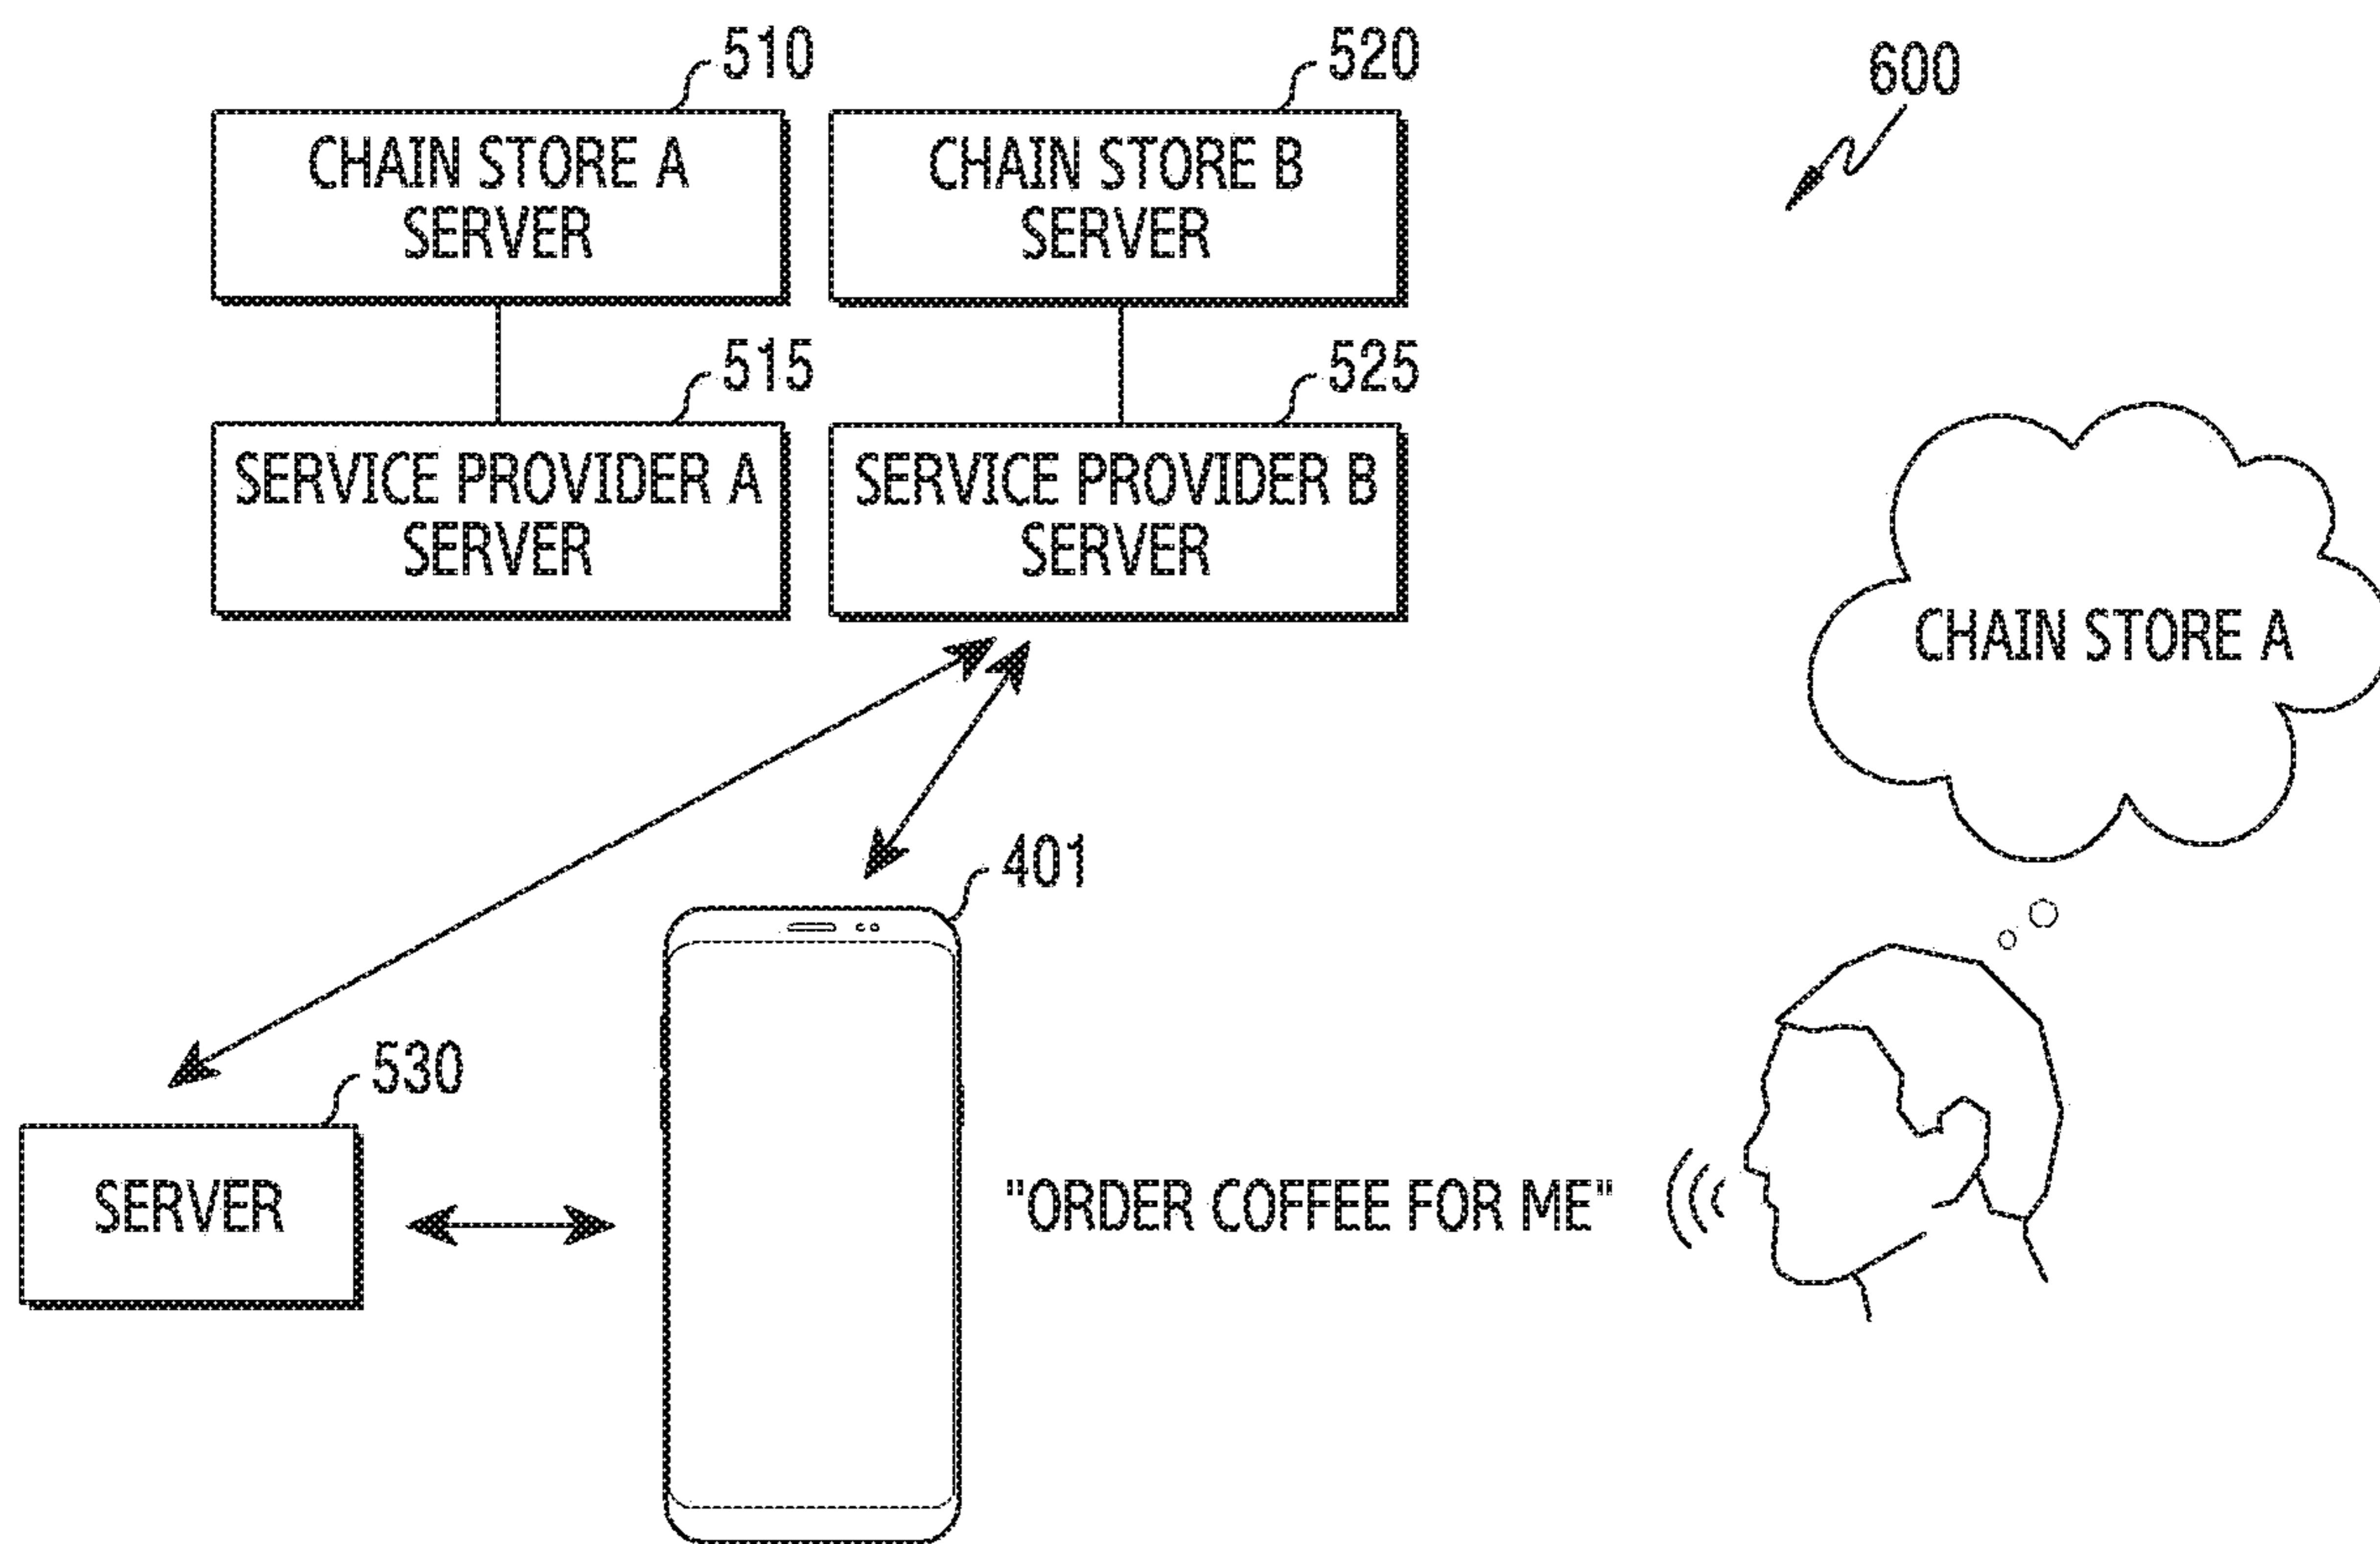 510
520
600
CHAIN STORE A
SERVER
CHAIN STORE B
SERVER
515
525
SERVICE PROVIDER A
SERVER
SERVICE PROVIDER B
SERVER
CHAIN STORE A
401
530
SERVER
"ORDER COFFEE FOR ME"